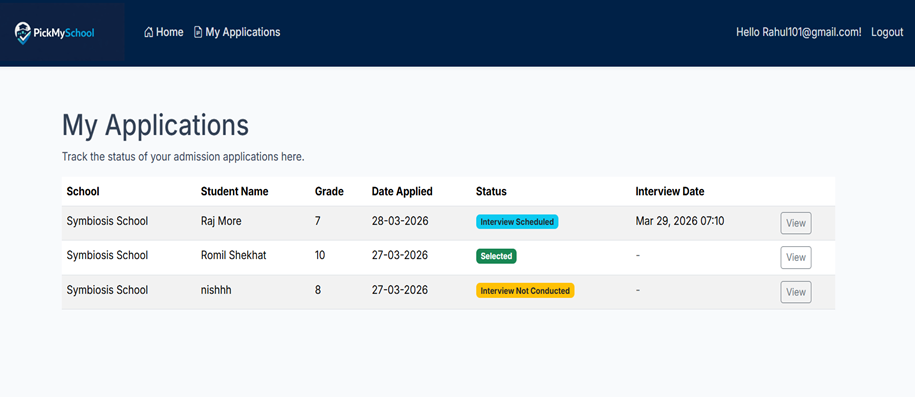 PickMySchool Home My Applications Hello Rahul101@gmail.com! Logout
My Applications
Track the status of your admission applications here.
School Student Name Grade Date Applied Status Interview Date
Symbiosis School Raj More 7 28-03-2026 Interview Scheduled Mar 29, 2026 07:10 View
Symbiosis School Romil Shekhat 10 27-03-2026 Selected - View
Symbiosis School nishhh 8 27-03-2026 Interview Not Conducted - View